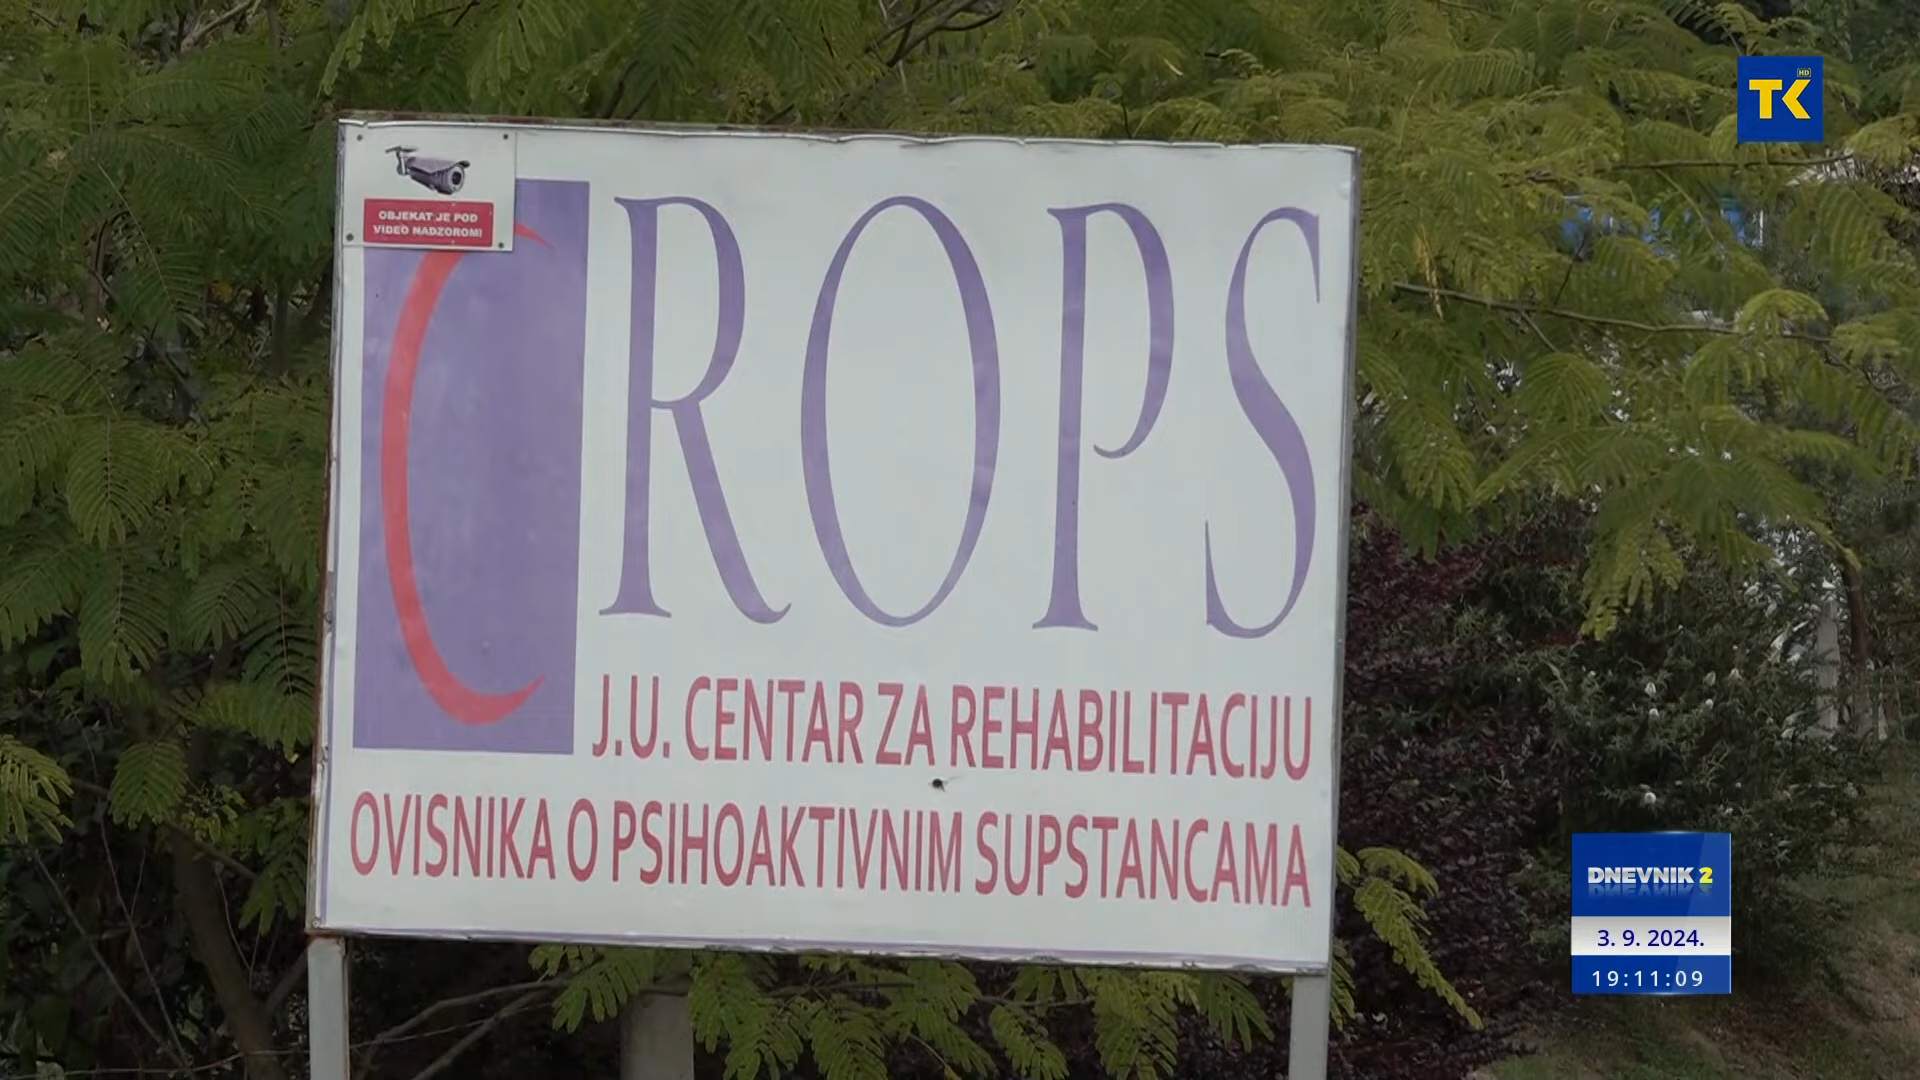 TK HD
OBJEKAT JE POD
VIDEO NADZOROM!
CROPS
J.U. CENTAR ZA REHABILITACIJU
OVISNIKA O PSIHOAKTIVNIM SUPSTANCAMA
DNEVNIK 2
3. 9. 2024.
19:11:09